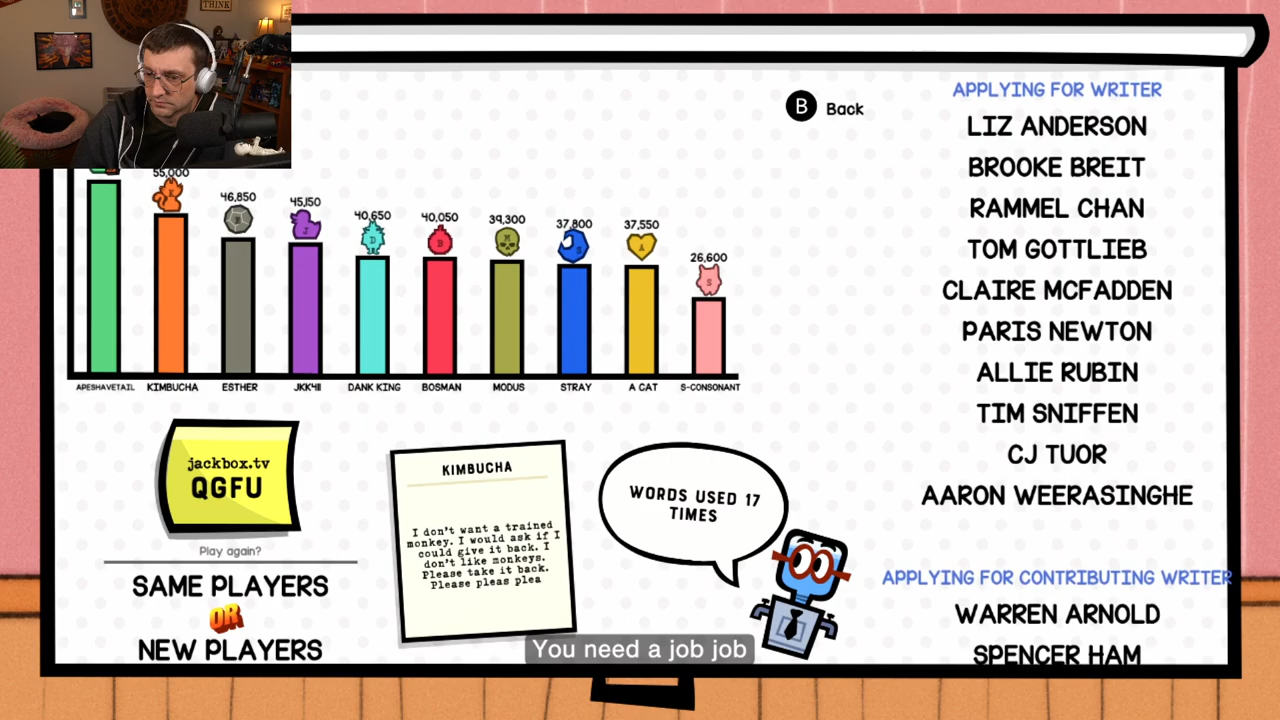 THINK
B Back
55,000
46,850
45,150
40,650
40,050
39,300
37,800
37,550
26,600
K
J
D
B
M
S
A
S
APESHAVETAIL KIMBUCHA ESTHER JKK411 DANK KING BOSMAN MODUS STRAY A CAT S-CONSONANT
jackbox.tv
QGFU
Play again?
SAME PLAYERS
OR
NEW PLAYERS
KIMBUCHA
I don't want a trained
monkey. I would ask if I
could give it back. I
don't like monkeys.
Please take it back.
Please pleas plea
WORDS USED 17
TIMES
You need a job job
APPLYING FOR WRITER
LIZ ANDERSON
BROOKE BREIT
RAMMEL CHAN
TOM GOTTLIEB
CLAIRE MCFADDEN
PARIS NEWTON
ALLIE RUBIN
TIM SNIFFEN
CJ TUOR
AARON WEERASINGHE
APPLYING FOR CONTRIBUTING WRITER
WARREN ARNOLD
SPENCER HAM